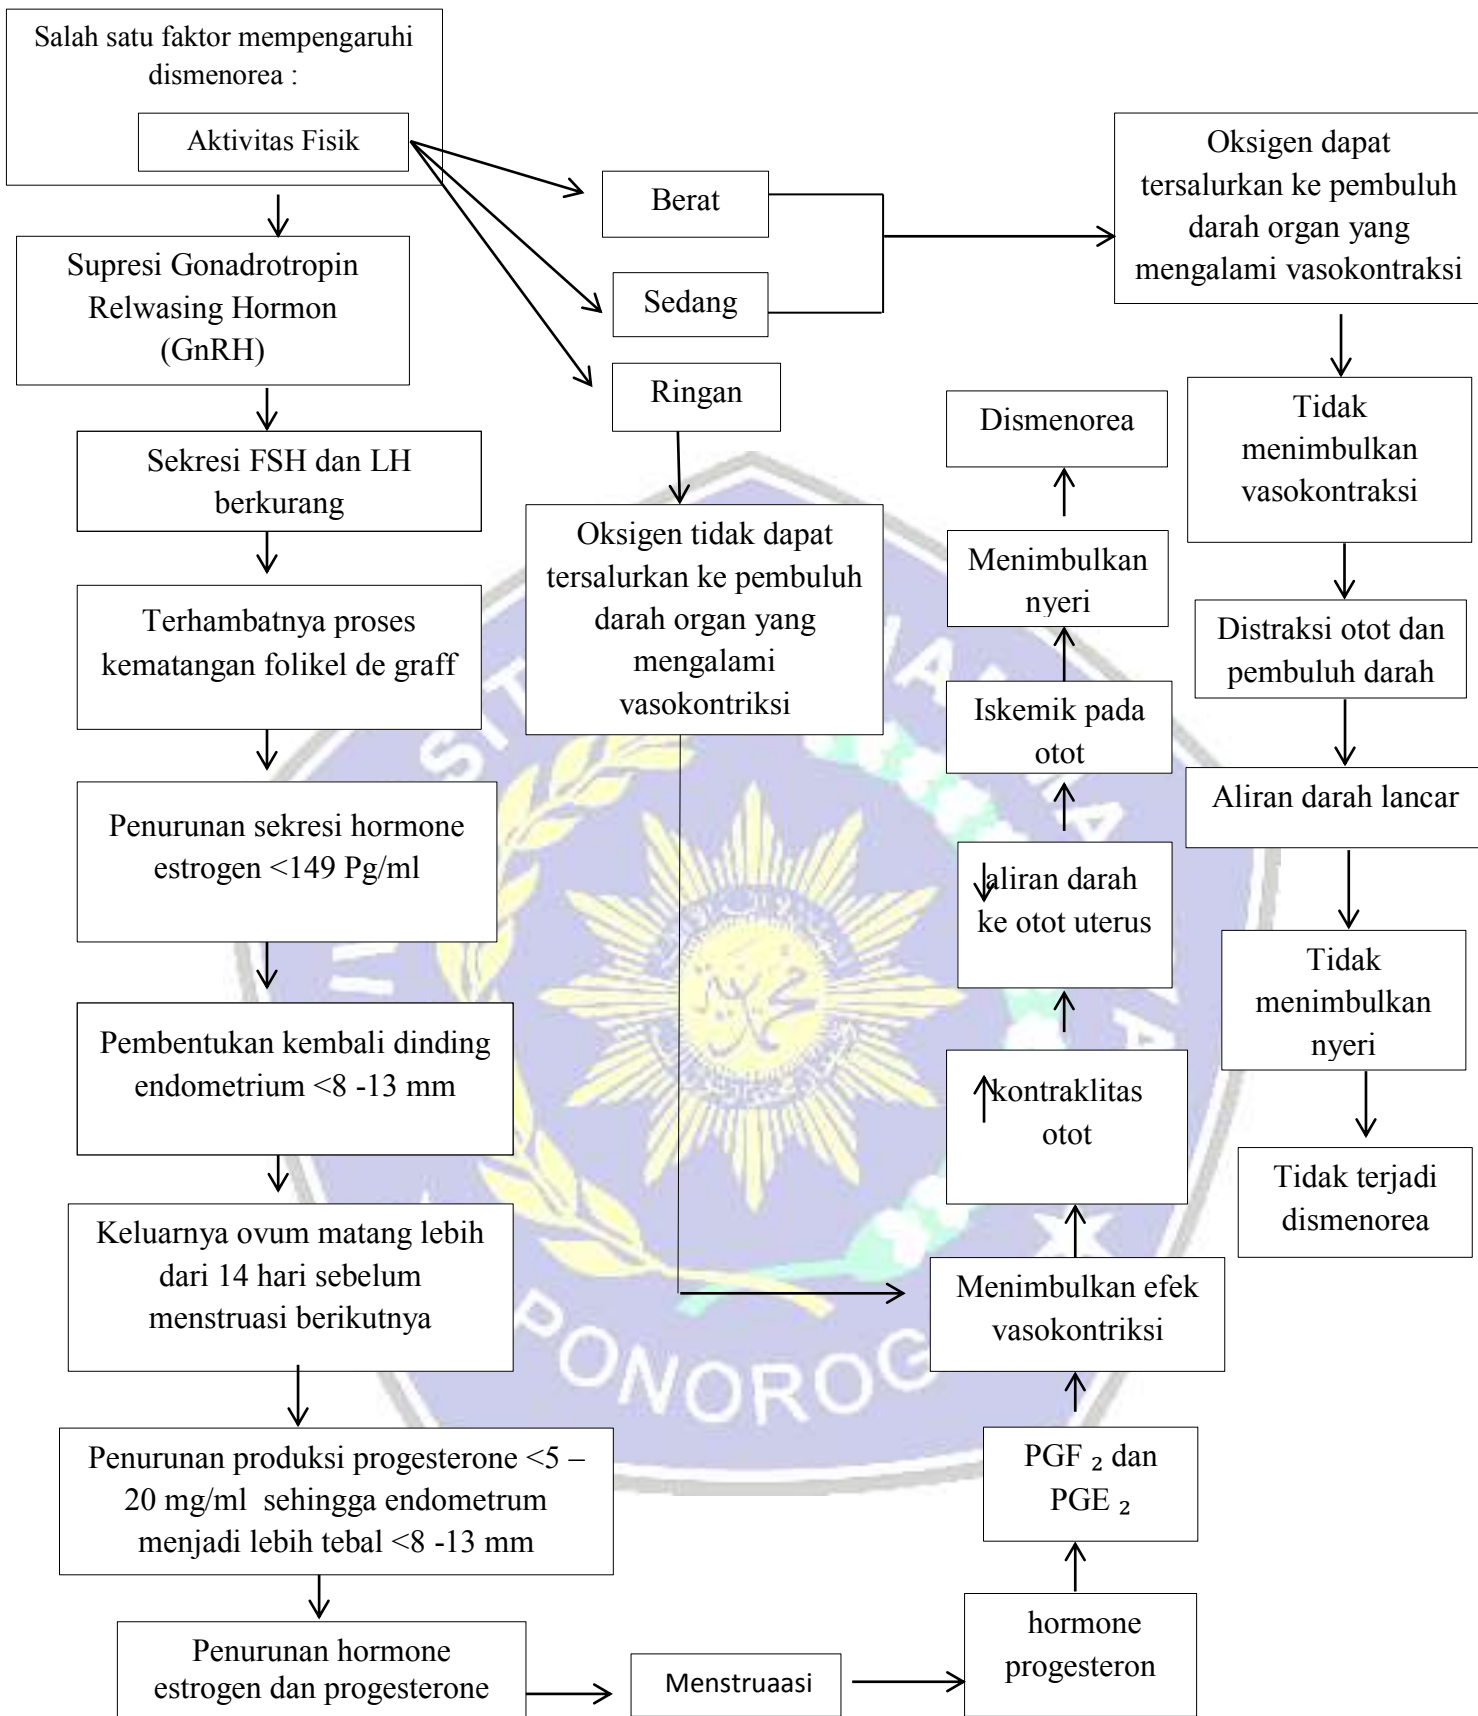 Salah satu faktor mempengaruhi
dismenorea :
Aktivitas Fisik
Supresi Gonadrotropin
Relwasing Hormon
(GnRH)
Sekresi FSH dan LH
berkurang
Terhambatnya proses
kematangan folikel de graff
Penurunan sekresi hormone
estrogen <149 Pg/ml
Pembentukan kembali dinding
endometrium <8 -13 mm
Keluarnya ovum matang lebih
dari 14 hari sebelum
menstruasi berikutnya
Penurunan produksi progesterone <5 –
20 mg/ml  sehingga endometrum
menjadi lebih tebal <8 -13 mm
Penurunan hormone
estrogen dan progesterone
Menstruaasi
hormone
progesteron
PGF ₂ dan
PGE ₂
Menimbulkan efek
vasokontriksi
↑kontraklitas
otot
↓aliran darah
ke otot uterus
Iskemik pada
otot
Menimbulkan
nyeri
Dismenorea
Berat
Sedang
Ringan
Oksigen tidak dapat
tersalurkan ke pembuluh
darah organ yang
mengalami
vasokontriksi
Oksigen dapat
tersalurkan ke pembuluh
darah organ yang
mengalami vasokontraksi
Tidak
menimbulkan
vasokontraksi
Distraksi otot dan
pembuluh darah
Aliran darah lancar
Tidak
menimbulkan
nyeri
Tidak terjadi
dismenorea
PONOROG